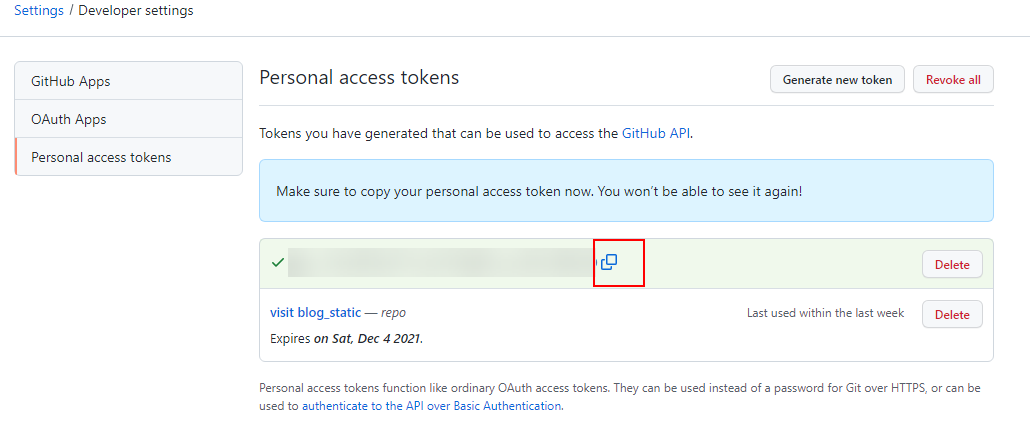 Settings / Developer settings
GitHub Apps
OAuth Apps
Personal access tokens
Personal access tokens
Generate new token
Revoke all
Tokens you have generated that can be used to access the GitHub API.
Make sure to copy your personal access token now. You won't be able to see it again!
Delete
visit blog_static — repo
Last used within the last week
Delete
Expires on Sat, Dec 4 2021.
Personal access tokens function like ordinary OAuth access tokens. They can be used instead of a password for Git over HTTPS, or can be
used to authenticate to the API over Basic Authentication.